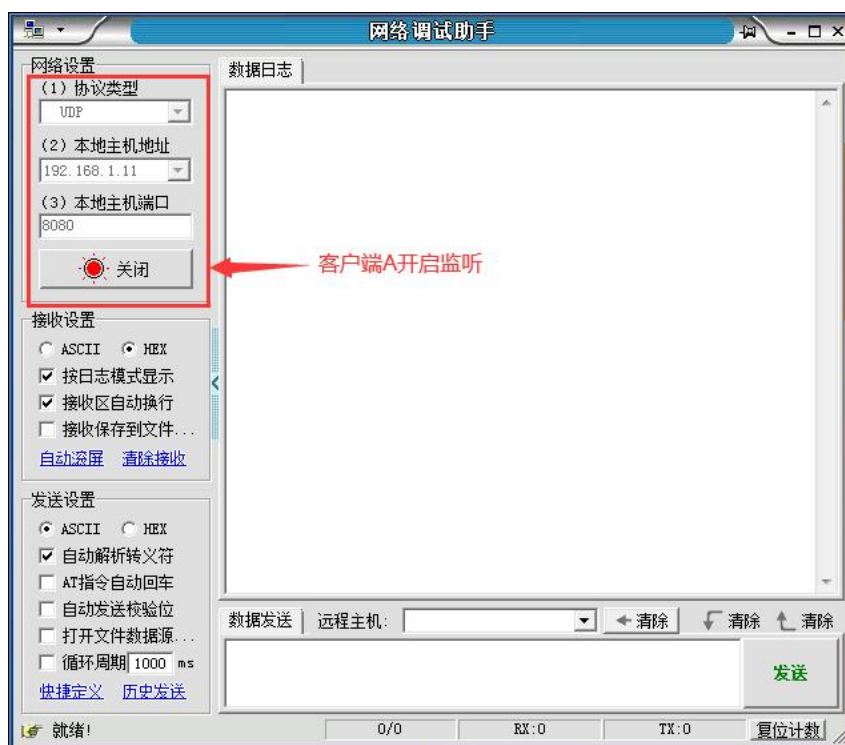 网络调试助手
网络设置
(1) 协议类型
UDP
(2) 本地主机地址
192.168.1.11
(3) 本地主机端口
8080
关闭
客户端A开启监听
接收设置
ASCII HEX
按日志模式显示
接收区自动换行
接收保存到文件...
自动滚屏 清除接收
发送设置
ASCII HEX
自动解析转义符
AT指令自动回车
自动发送校验位
打开文件数据源...
循环周期 1000 ms
快捷定义 历史发送
数据日志
数据发送 远程主机: 清除 清除 清除
发送
就绪! 0/0 RX:0 TX:0 复位计数